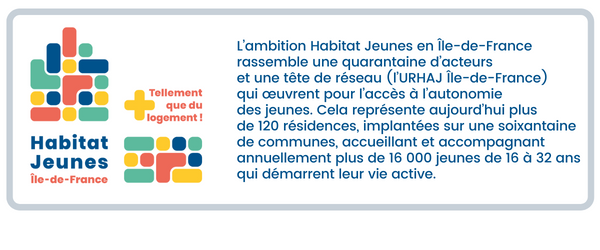 Habitat
Jeunes
Île-de-France
Tellement
que du
logement !
L'ambition Habitat Jeunes en Île-de-France
rassemble une quarantaine d'acteurs
et une tête de réseau (l'URHAJ Île-de-France)
qui œuvrent pour l'accès à l'autonomie
des jeunes. Cela représente aujourd'hui plus
de 120 résidences, implantées sur une soixantaine
de communes, accueillant et accompagnant
annuellement plus de 16 000 jeunes de 16 à 32 ans
qui démarrent leur vie active.